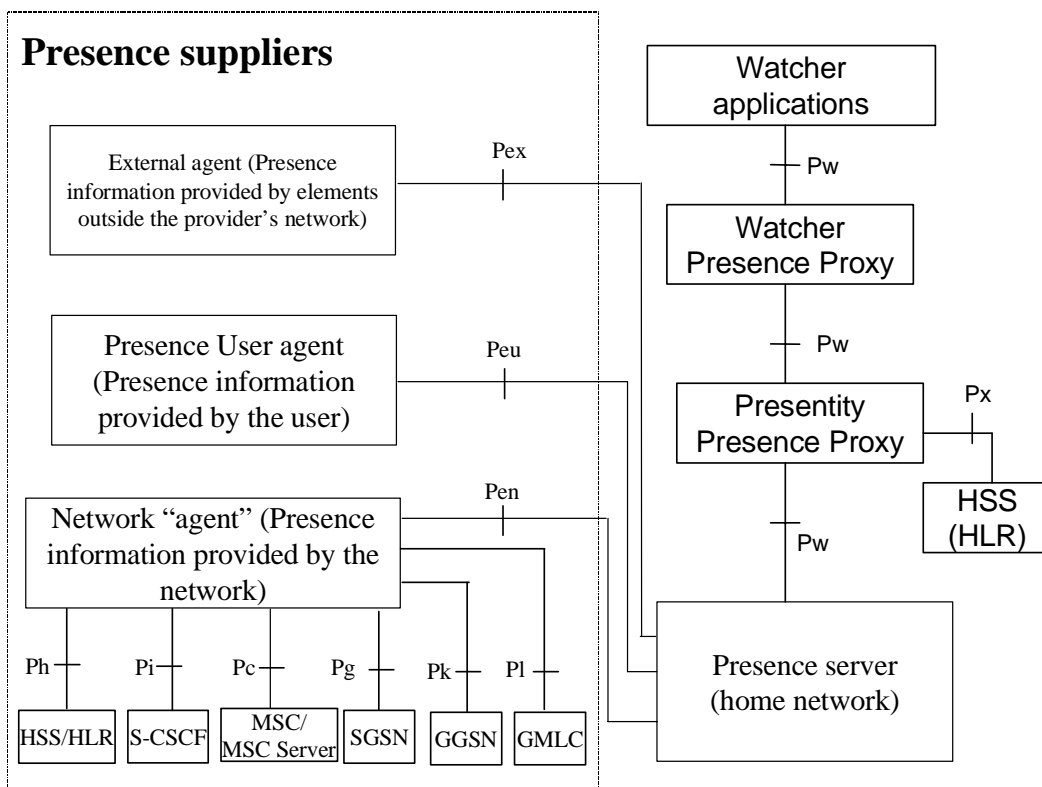 Presence suppliers
External agent (Presence
information provided by elements
outside the provider’s network)
Pex
Presence User agent
(Presence information
provided by the user)
Peu
Network “agent” (Presence
information provided by the
network)
Pen
Ph
Pi
Pc
Pg
Pk
Pl
HSS/HLR
S-CSCF
MSC/
MSC Server
SGSN
GGSN
GMLC
Watcher
applications
Pw
Watcher
Presence Proxy
Pw
Presentity
Presence Proxy
Px
HSS
(HLR)
Pw
Presence server
(home network)